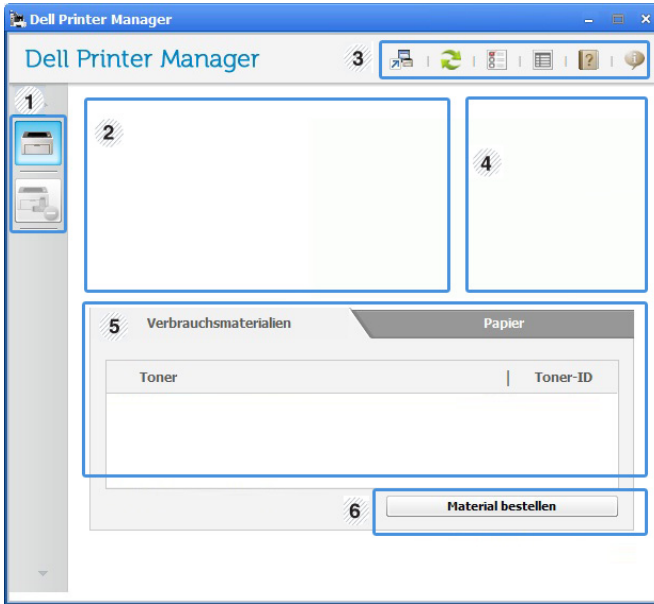 Dell Printer Manager
Dell Printer Manager
3
1
2
4
5 Verbrauchsmaterialien Papier
Toner | Toner-ID
6 Material bestellen